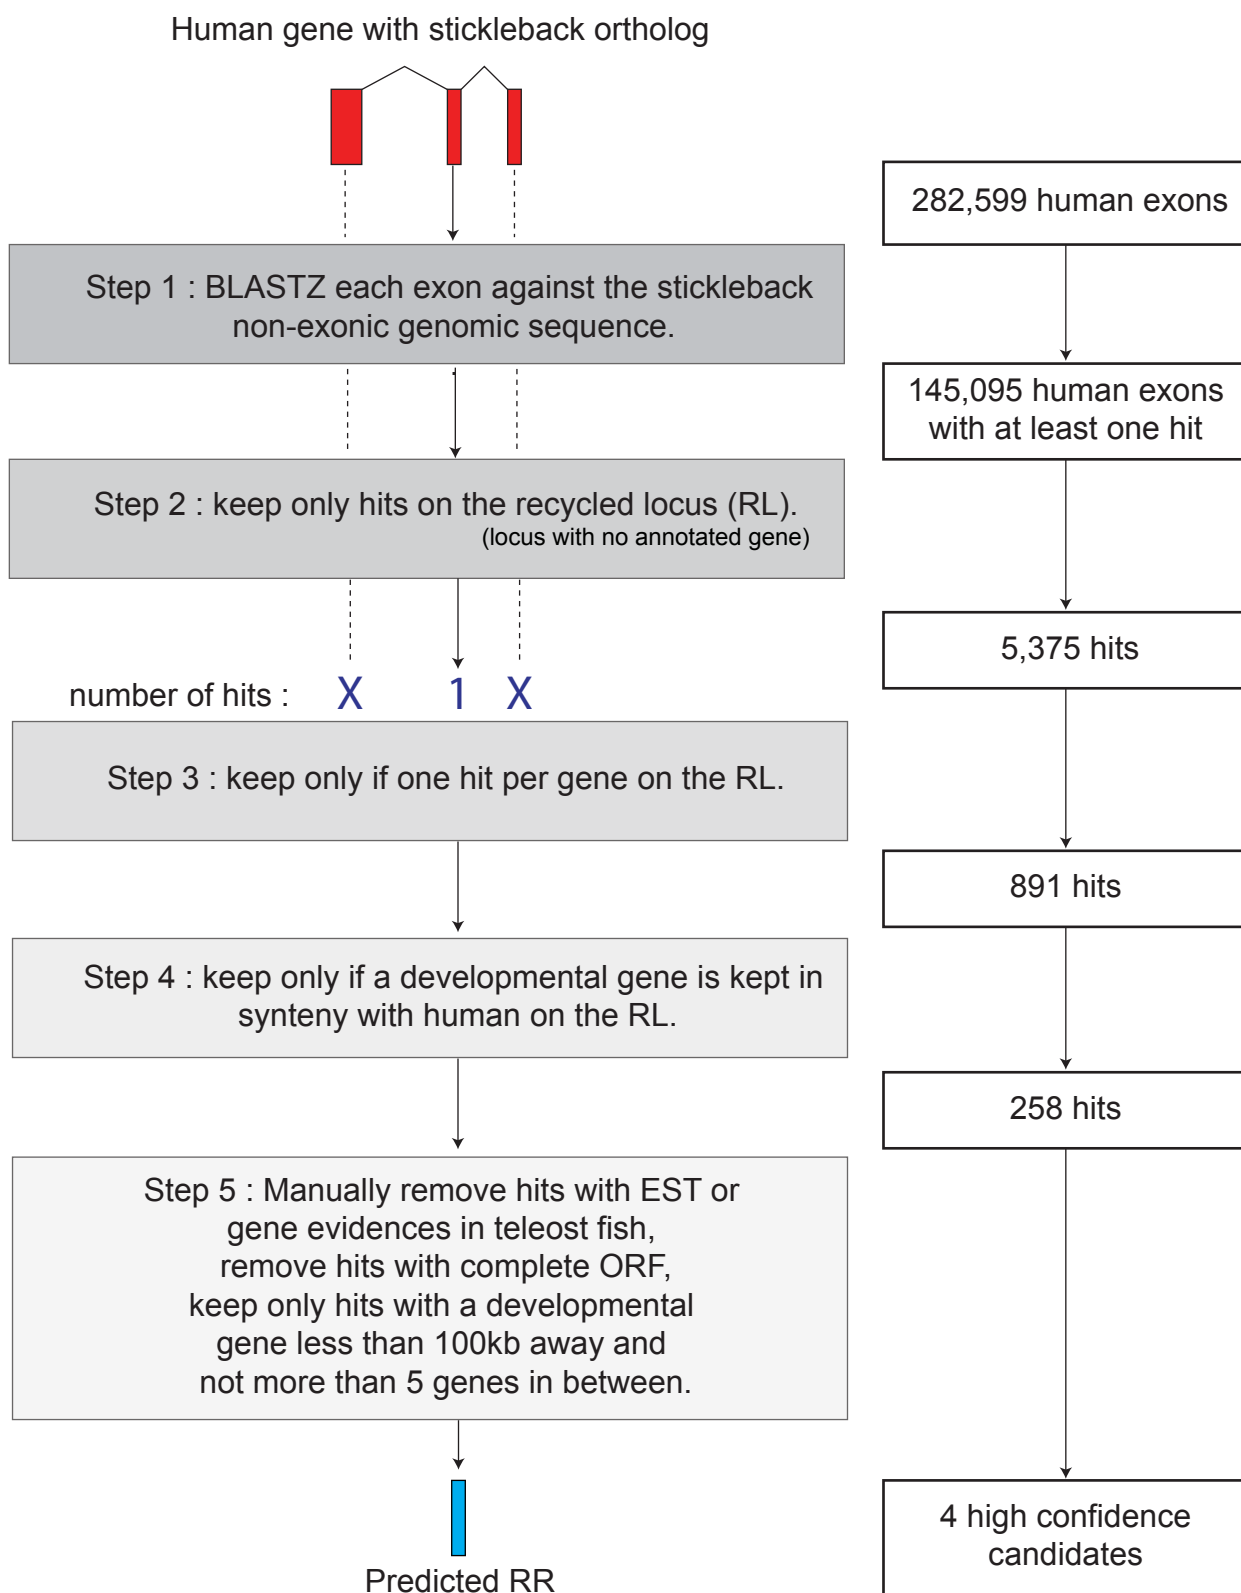 Human gene with stickleback ortholog
282,599 human exons
Step 1 : BLASTZ each exon against the stickleback
non-exonic genomic sequence.
145,095 human exons
with at least one hit
Step 2 : keep only hits on the recycled locus (RL).
(locus with no annotated gene)
5,375 hits
number of hits : X 1 X
Step 3 : keep only if one hit per gene on the RL.
891 hits
Step 4 : keep only if a developmental gene is kept in
synteny with human on the RL.
258 hits
Step 5 : Manually remove hits with EST or
gene evidences in teleost fish,
remove hits with complete ORF,
keep only hits with a developmental
gene less than 100kb away and
not more than 5 genes in between.
4 high confidence
candidates
Predicted RR